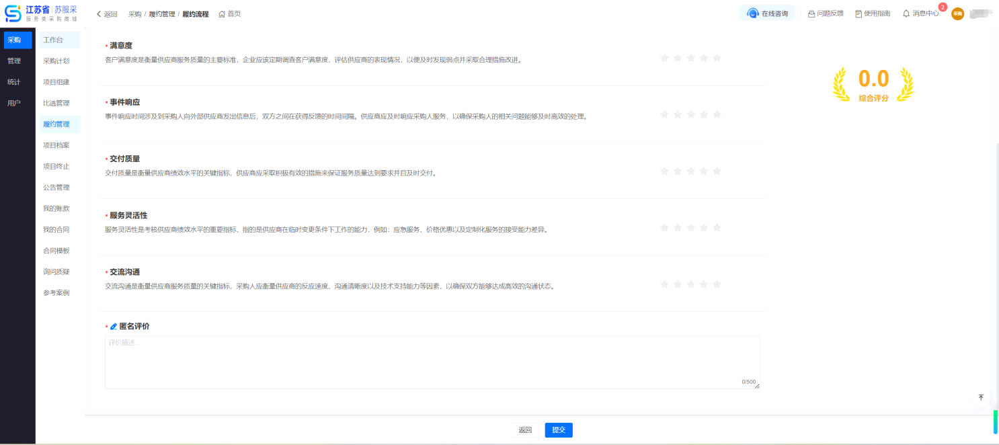 江苏省 苏服采
服务类采购商城
返回 采购 / 履约管理 / 履约流程 首页
在线咨询 问题反馈 使用指南 消息中心 2 采购
采购
管理
统计
用户
工作台
采购计划
项目组建
比选管理
履约管理
项目档案
项目终止
公告管理
我的账款
我的合同
合同模板
询问质疑
参考案例
* 满意度
客户满意度是衡量供应商服务质量的主要标准，企业应该定期调查客户满意度，评估供应商的表现情况，以便及时发现弱点并采取合理措施改进。
* 事件响应
事件响应时间涉及到采购人向外部供应商发出信息后，双方之间在获得反馈的时间间隔。供应商应及时响应采购人服务，以确保采购人的相关问题能够及时高效的处理。
* 交付质量
交付质量是衡量供应商绩效水平的关键指标，供应商应采取积极有效的措施来保证服务质量达到要求并且及时交付。
* 服务灵活性
服务灵活性是考核供应商绩效水平的重要指标，指的是供应商在临时变更条件下工作的能力，例如：应急服务、价格优惠以及定制化服务的接受能力差异。
* 交流沟通
交流沟通是衡量供应商服务质量的关键指标，采购人应衡量供应商的反应速度、沟通清晰度以及技术支持能力等因素，以确保双方能够达成高效的沟通状态。
* 匿名评价
评价描述...
0/500
0.0
综合评分
返回 提交